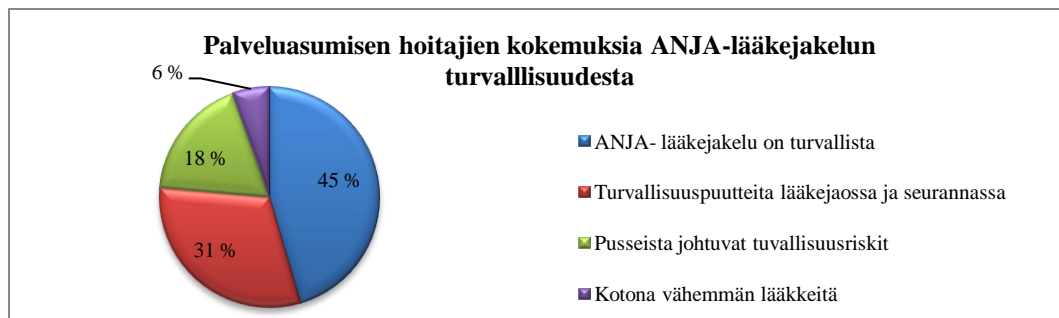 Palveluasumisen hoitajien kokemuksia ANJA-lääkejakelun
turvalllisuudesta
6 %
18 %
45 %
31 %
ANJA- lääkejakelu on turvallista
Turvallisuuspuutteita lääkejaossa ja seurannassa
Pusseista johtuvat tuvallisuusriskit
Kotona vähemmän lääkkeitä